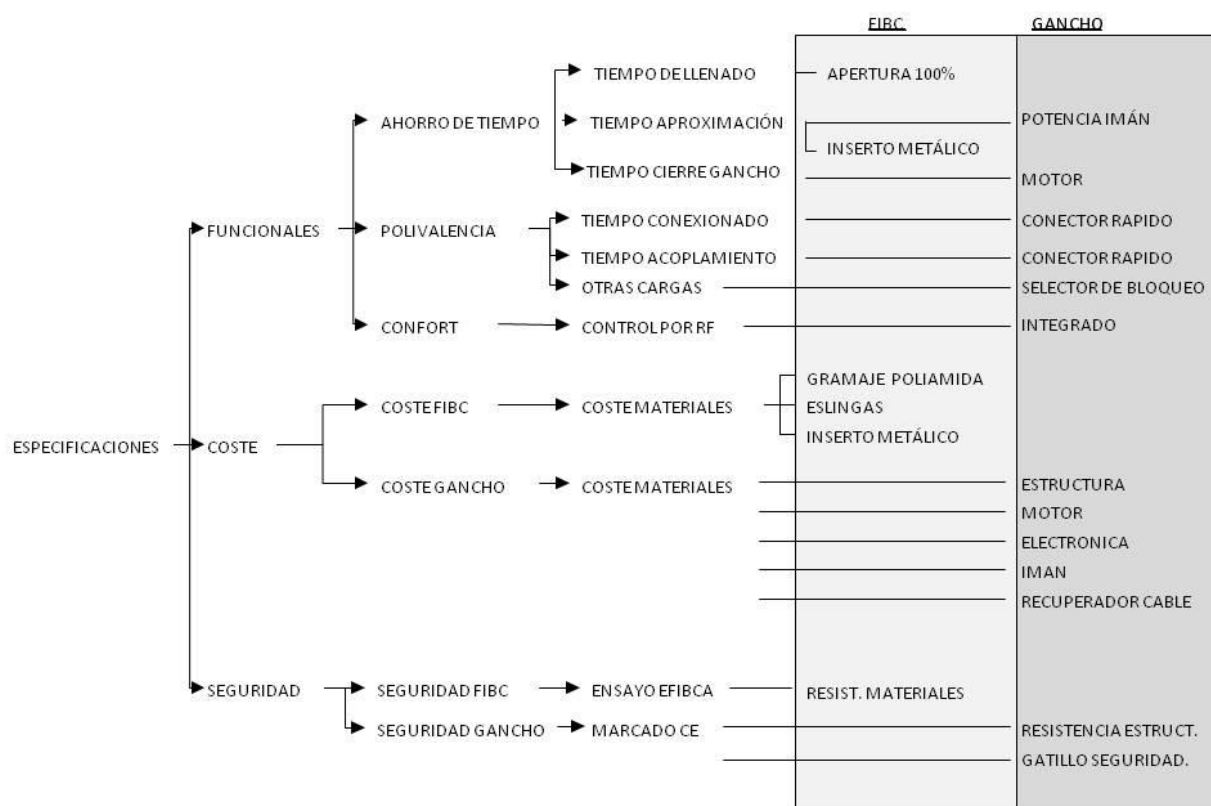 FIBC GANCHO
TIEMPO DE LLENADO APERTURA 100%
AHORRO DE TIEMPO TIEMPO APROXIMACIÓN POTENCIA IMÁN
INSERTO METÁLICO
TIEMPO CIERRE GANCHO MOTOR
FUNCIONALES POLIVALENCIA TIEMPO CONEXIONADO CONECTOR RAPIDO
TIEMPO ACOPLAMIENTO CONECTOR RAPIDO
OTRAS CARGAS SELECTOR DE BLOQUEO
CONFORT CONTROL POR RF INTEGRADO
GRAMAJE POLIAMIDA
COSTE FIBC COSTE MATERIALES ESLINGAS
ESPECIFICACIONES COSTE INSERTO METÁLICO
COSTE GANCHO COSTE MATERIALES ESTRUCTURA
MOTOR
ELECTRONICA
IMAN
RECUPERADOR CABLE
SEGURIDAD SEGURIDAD FIBC ENSAYO EFIBCA RESIST. MATERIALES
SEGURIDAD GANCHO MARCADO CE RESISTENCIA ESTRUCT.
GATILLO SEGURIDAD.